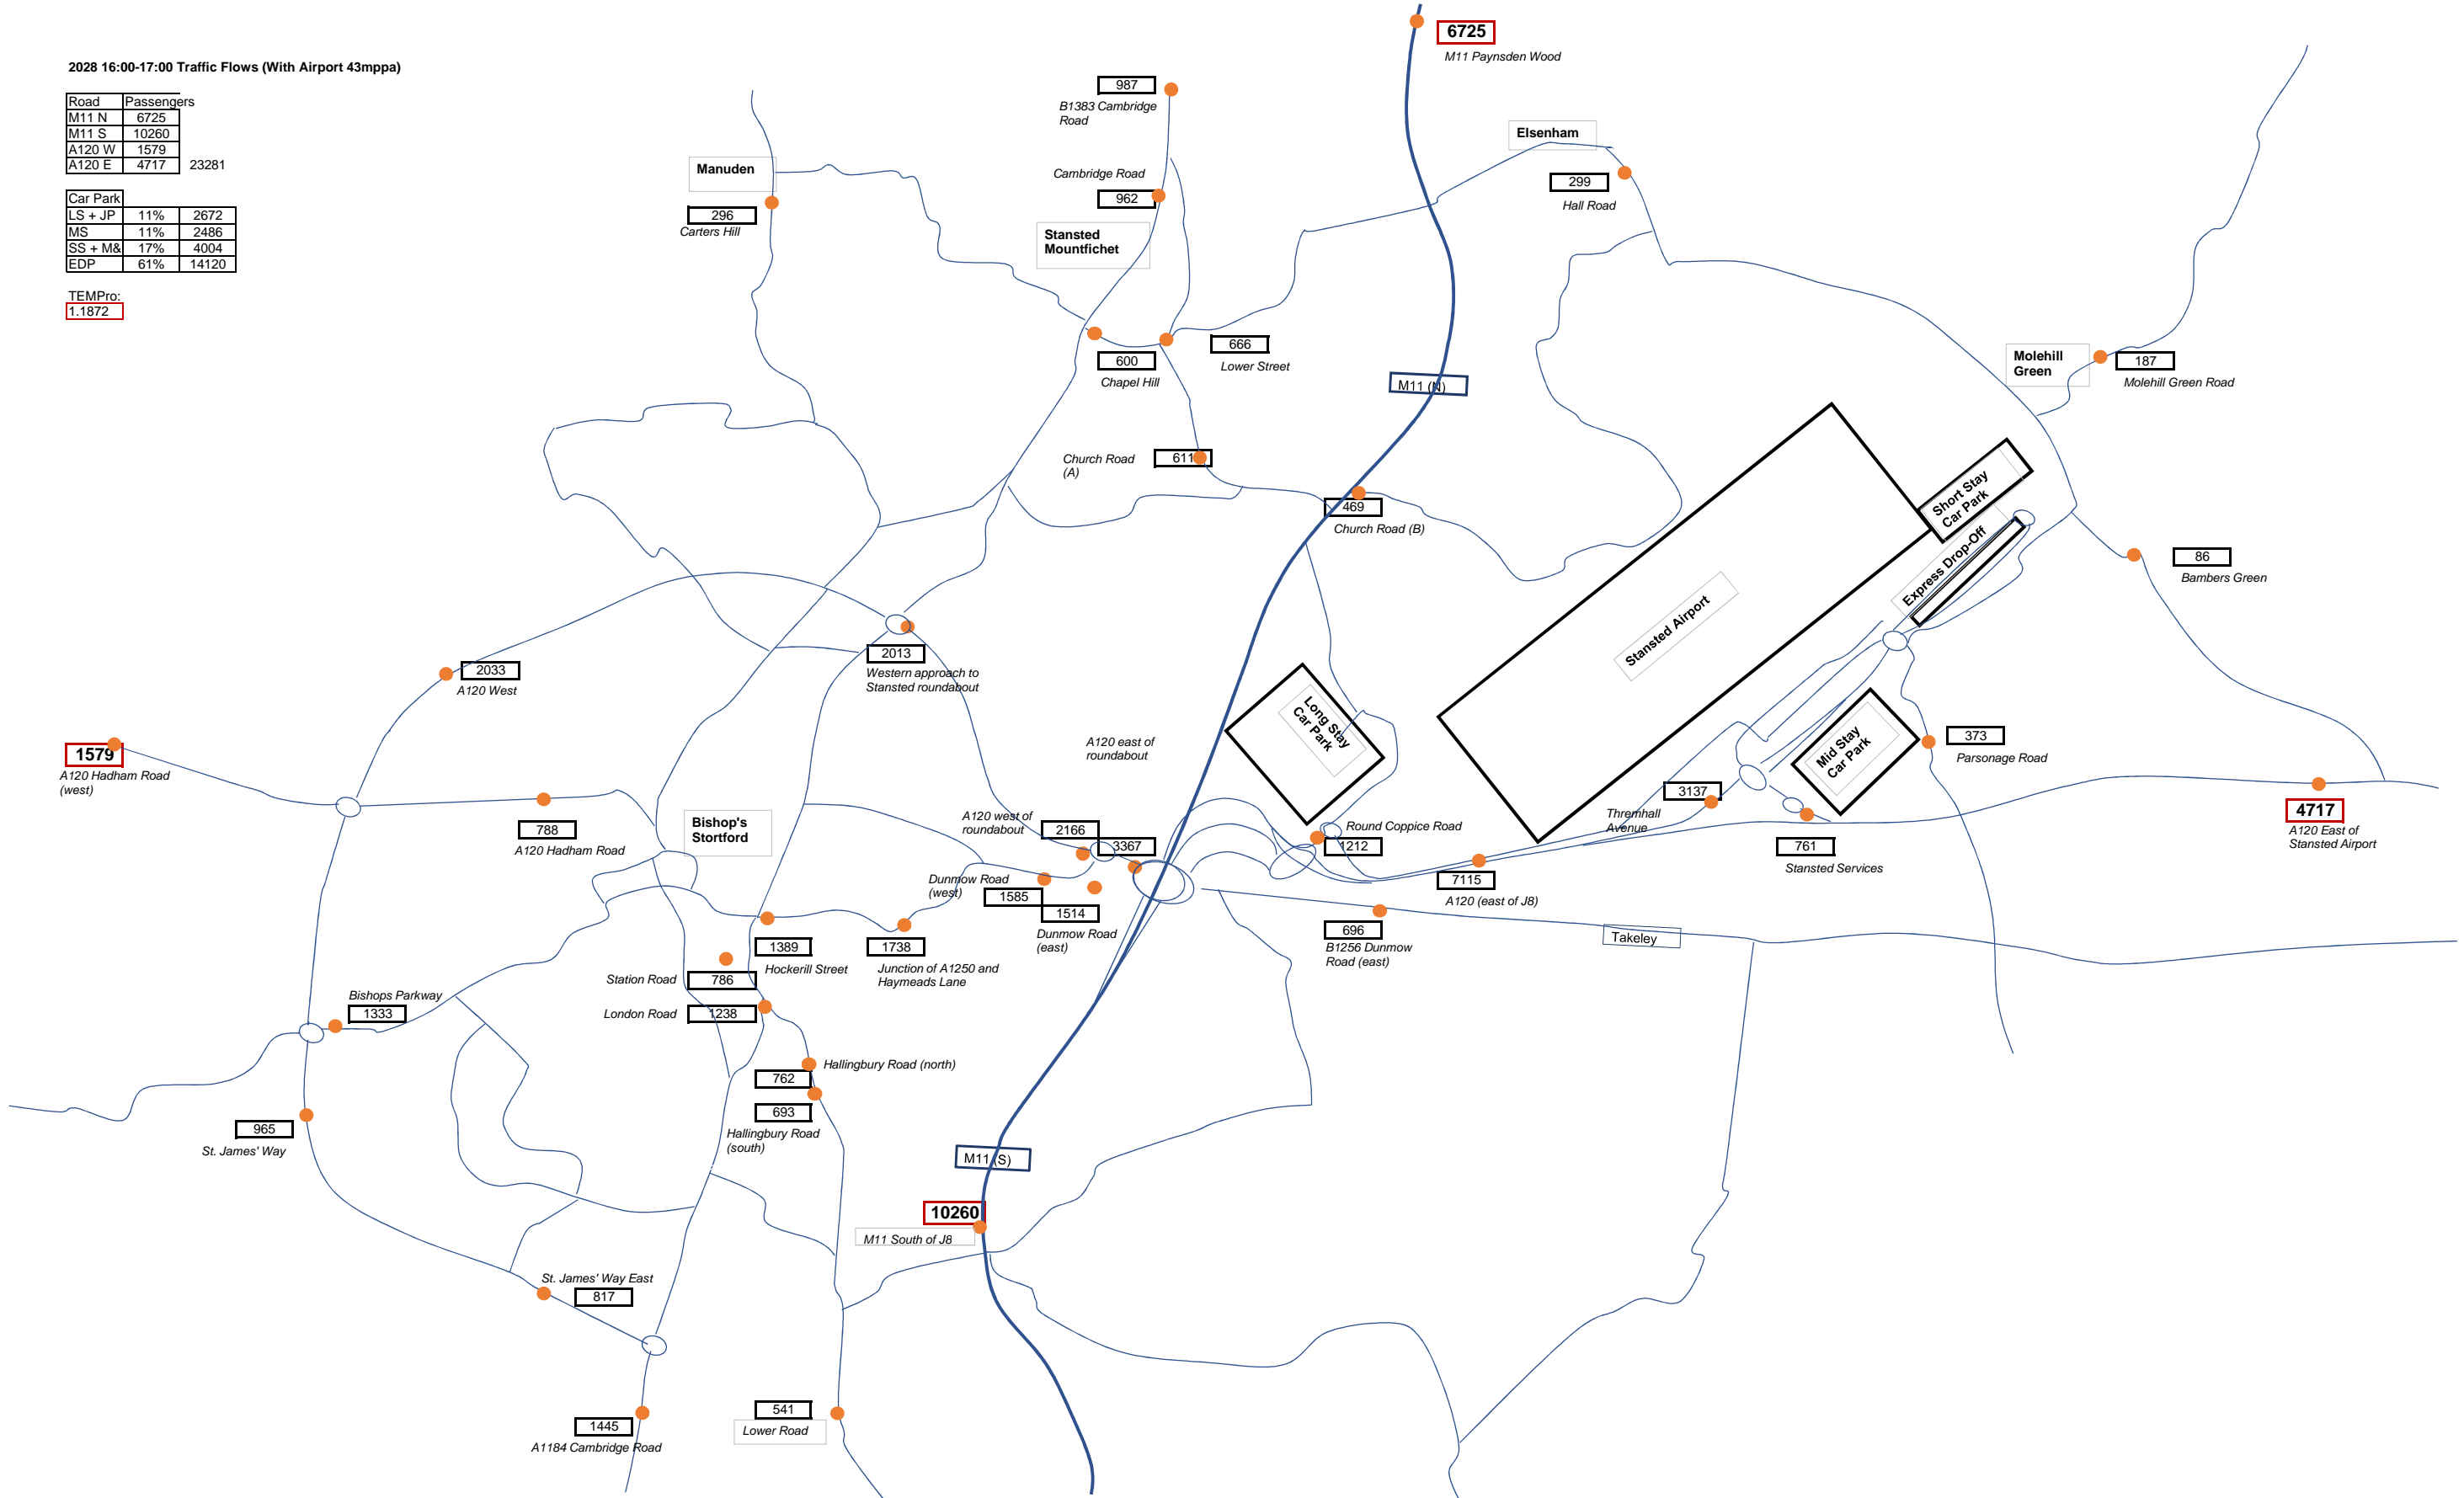 2028 16:00-17:00 Traffic Flows (With Airport 43mppa)
Road Passengers
M11 N 6725
M11 S 10260
A120 W 1579
A120 E 4717 23281
Car Park
LS + JP 11% 2672
MS 11% 2486
SS + M& 17% 4004
EDP 61% 14120
TEMPro:
1.1872
6725
M11 Paynsden Wood
987
B1383 Cambridge
Road
Cambridge Road
962
Stansted
Mountfichet
Manuden
296
Carters Hill
Elsenham
299
Hall Road
600
Chapel Hill
666
Lower Street
M11 (N)
Molehill
Green
187
Molehill Green Road
Church Road
(A)
611
469
Church Road (B)
Short Stay
Car Park
Express Drop-Off
86
Bambers Green
Stansted Airport
2013
Western approach to
Stansted roundabout
2033
A120 West
1579
A120 Hadham Road
(west)
788
A120 Hadham Road
Bishop's
Stortford
A120 east of
roundabout
Long Stay
Car Park
Mid Stay
Car Park
373
Parsonage Road
3137
Thremhall
Avenue
4717
A120 East of
Stansted Airport
A120 west of
roundabout
2166
3367
Round Coppice Road
1212
761
Stansted Services
7115
A120 (east of J8)
Dunmow Road
(west)
1585
1514
Dunmow Road
(east)
696
B1256 Dunmow
Road (east)
Takeley
1389
Hockerill Street
1738
Junction of A1250 and
Haymeads Lane
Station Road
786
London Road
1238
Bishops Parkway
1333
Hallingbury Road (north)
762
693
Hallingbury Road
(south)
965
St. James' Way
M11 (S)
10260
M11 South of J8
St. James' Way East
817
1445
A1184 Cambridge Road
541
Lower Road